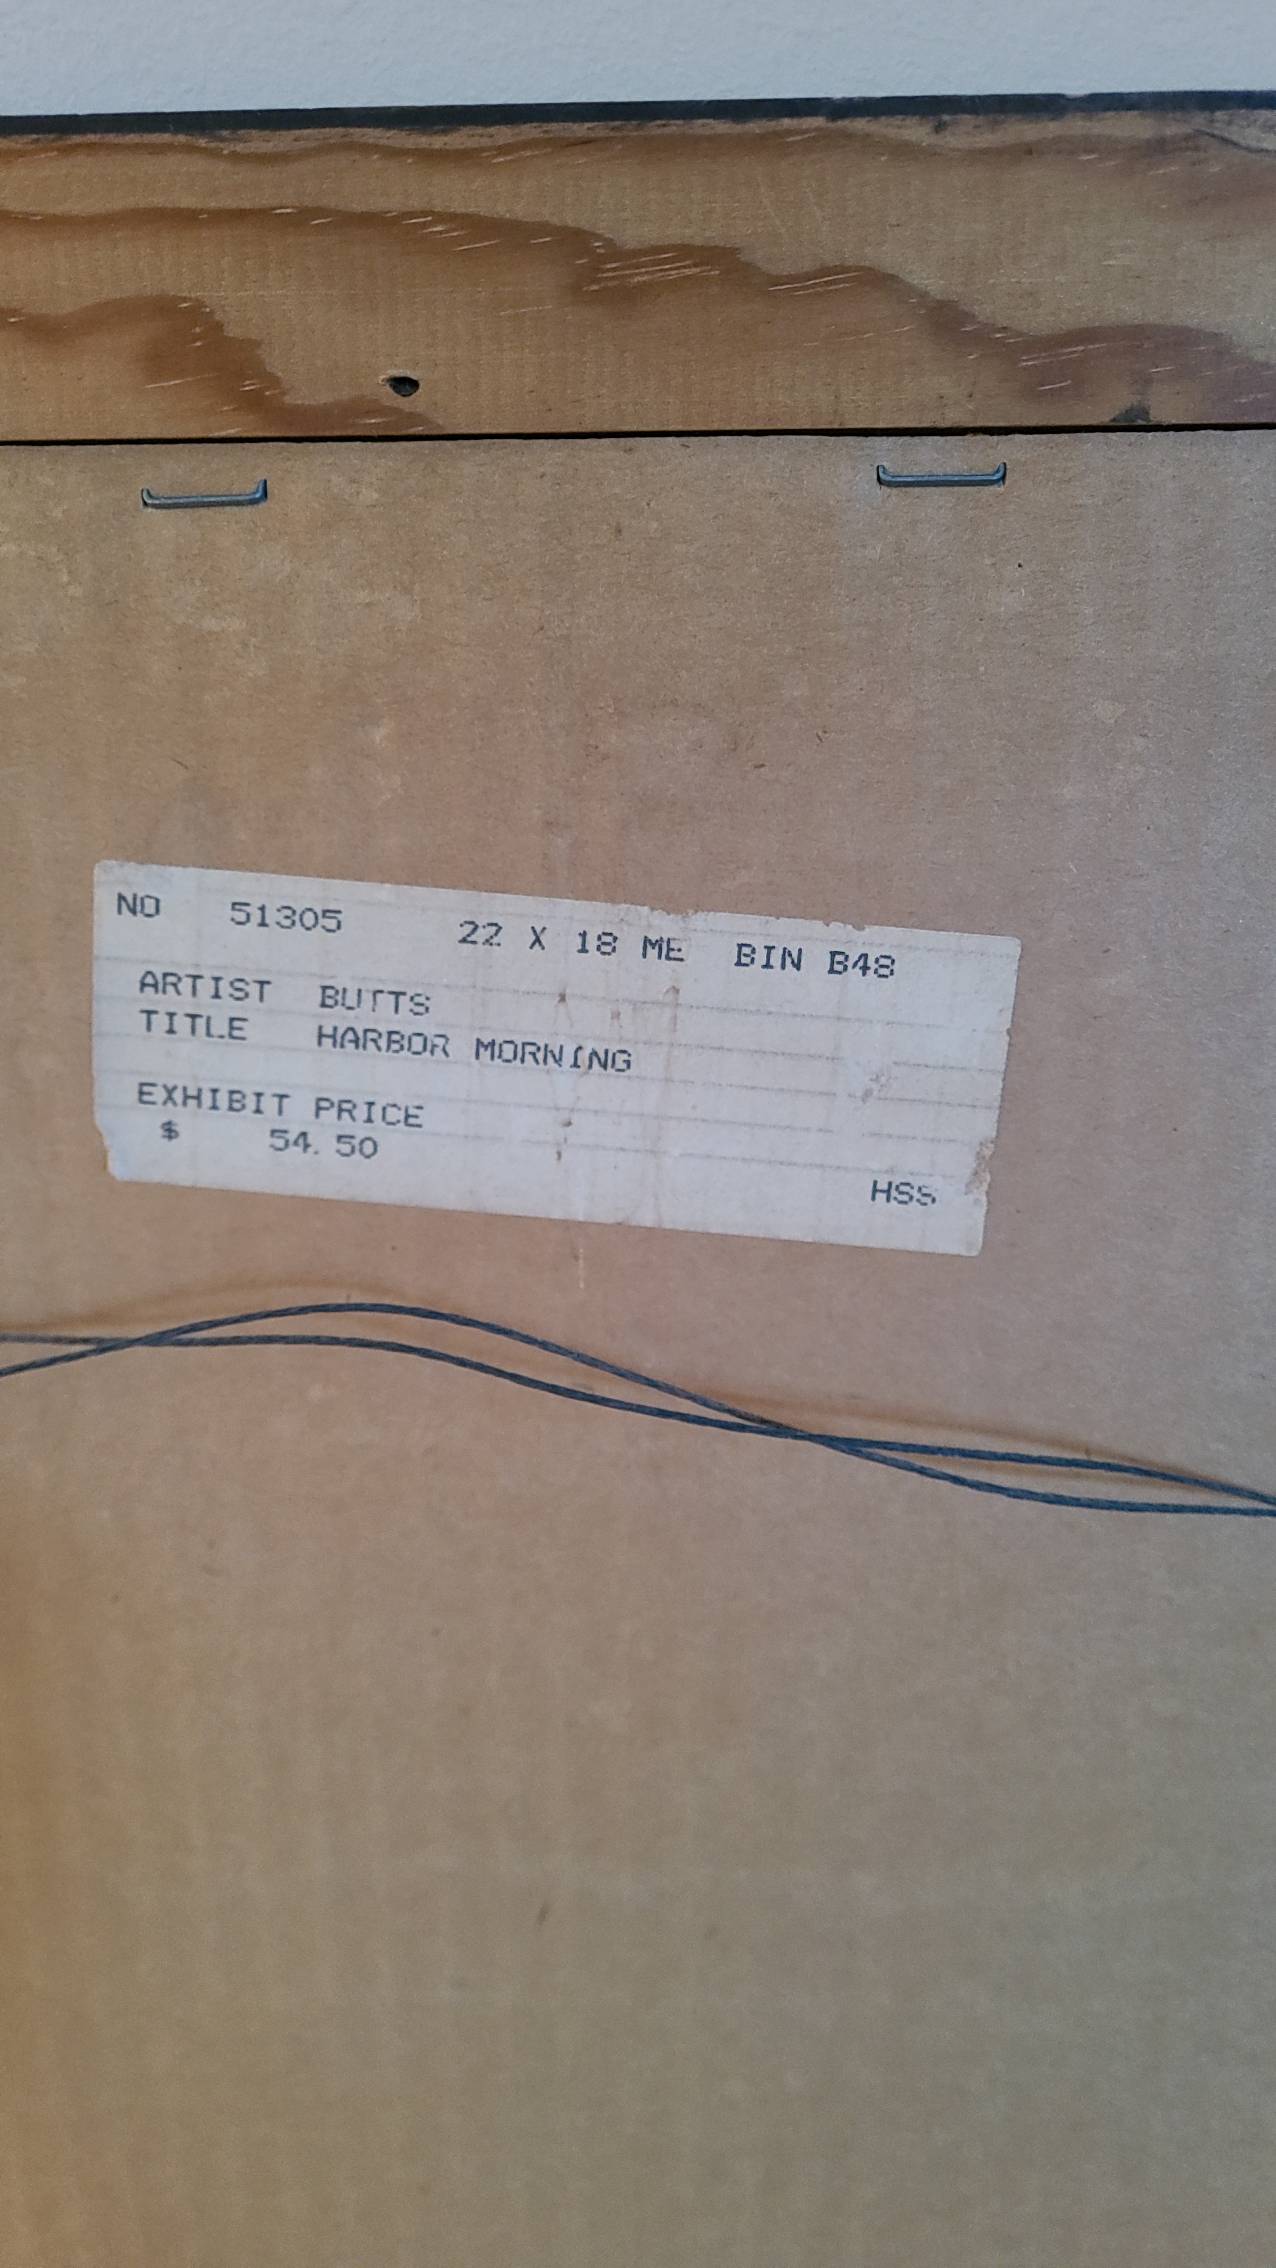 NO 51305 22 X 18 ME BIN B48
ARTIST BUTTS
TITLE HARBOR MORNING
EXHIBIT PRICE
$ 54.50
HSS